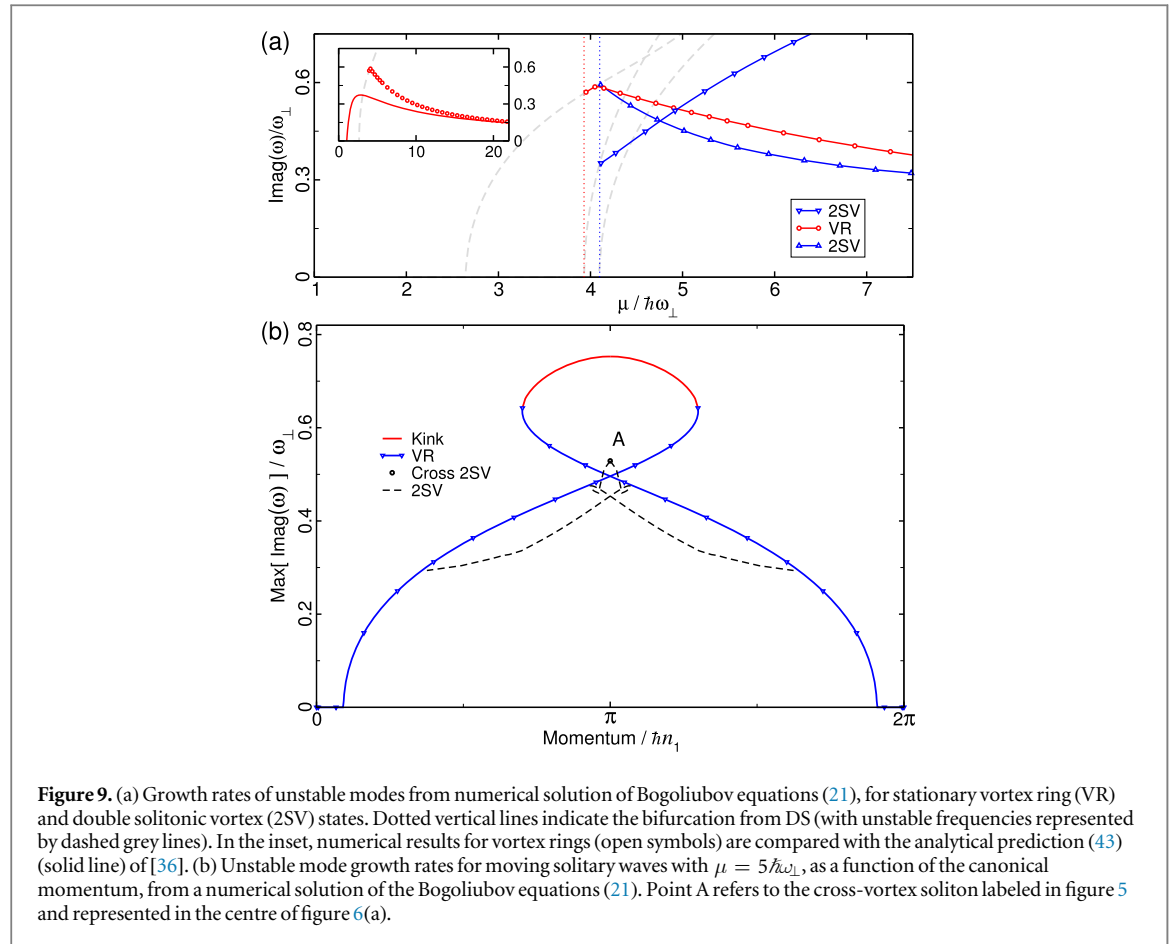 (a)
Imag(ω)/ω⊥
0.6
0.3
0
0.6
0.3
0
0 10 20
2SV
VR
2SV
1 2 3 4 5 6 7
μ / ħω⊥
(b)
Max[ Imag(ω) ] / ω⊥
0.8
0.6
0.4
0.2
0
A
Kink
VR
Cross 2SV
2SV
0 π 2π
Momentum / ħn₁
Figure 9. (a) Growth rates of unstable modes from numerical solution of Bogoliubov equations (21), for stationary vortex ring (VR)
and double solitonic vortex (2SV) states. Dotted vertical lines indicate the bifurcation from DS (with unstable frequencies represented
by dashed grey lines). In the inset, numerical results for vortex rings (open symbols) are compared with the analytical prediction (43)
(solid line) of [36]. (b) Unstable mode growth rates for moving solitary waves with μ = 5ħω⊥, as a function of the canonical
momentum, from a numerical solution of the Bogoliubov equations (21). Point A refers to the cross-vortex soliton labeled in figure 5
and represented in the centre of figure 6(a).